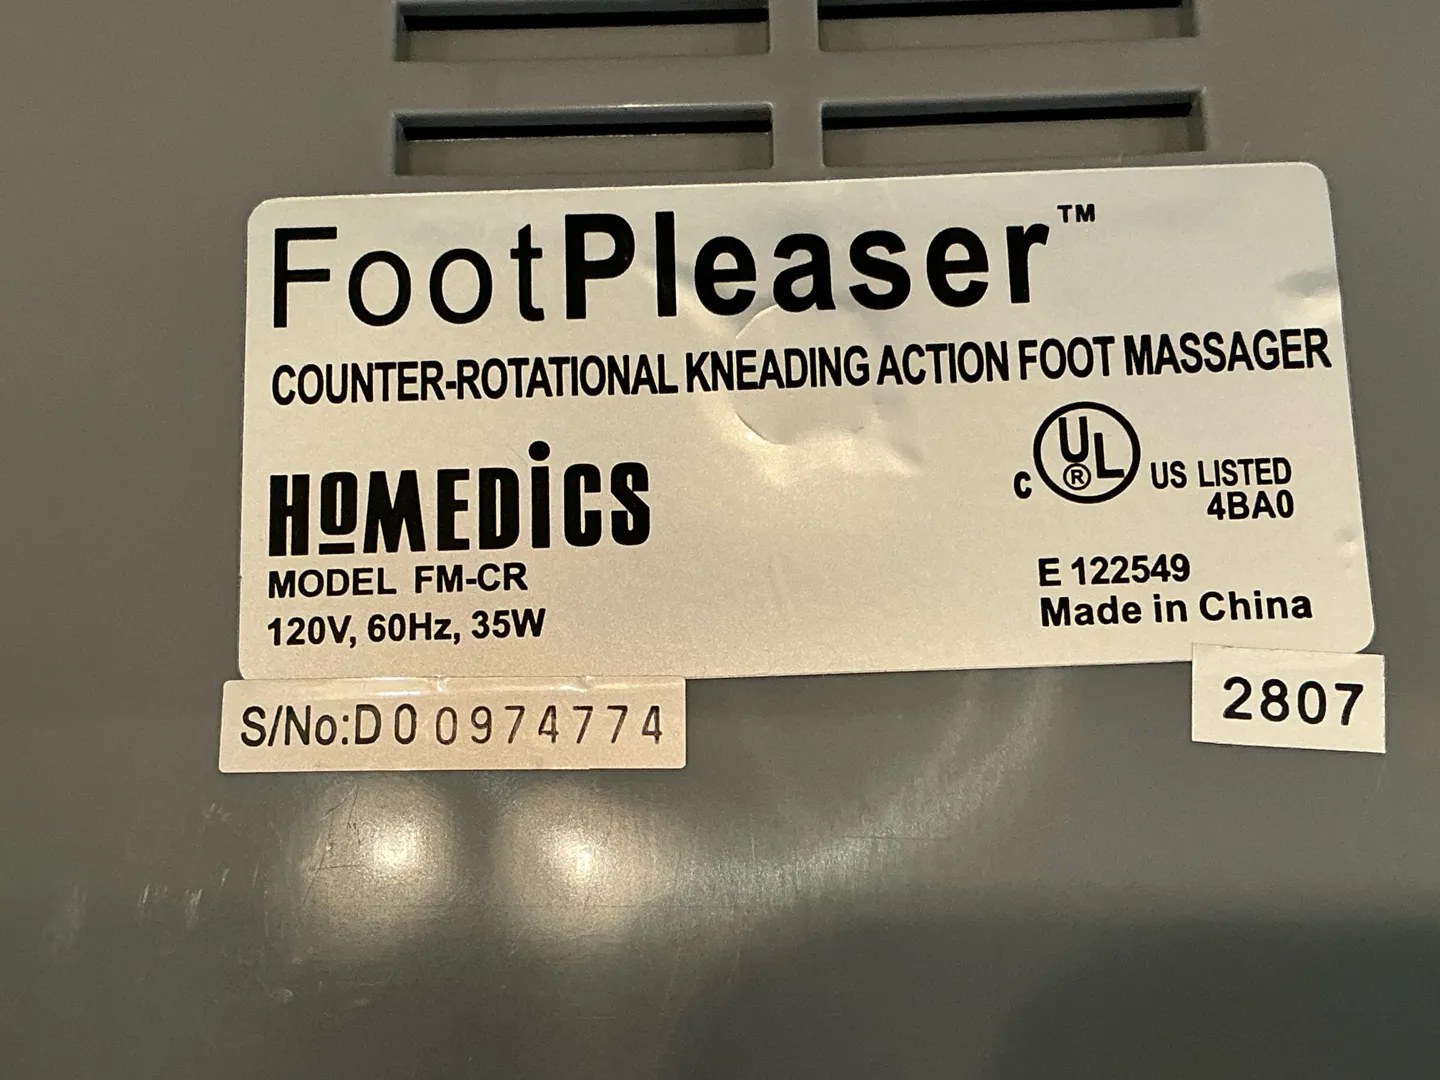 FootPleaser™
COUNTER-ROTATIONAL KNEADING ACTION FOOT MASSAGER
HOMEDICS
MODEL FM-CR
120V, 60Hz, 35W
C UL® US LISTED
4BA0
E 122549
Made in China
S/No:D00974774
2807